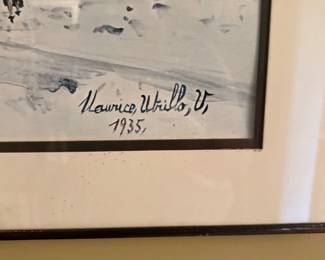 Maurice, Utrillo, V,
1935,